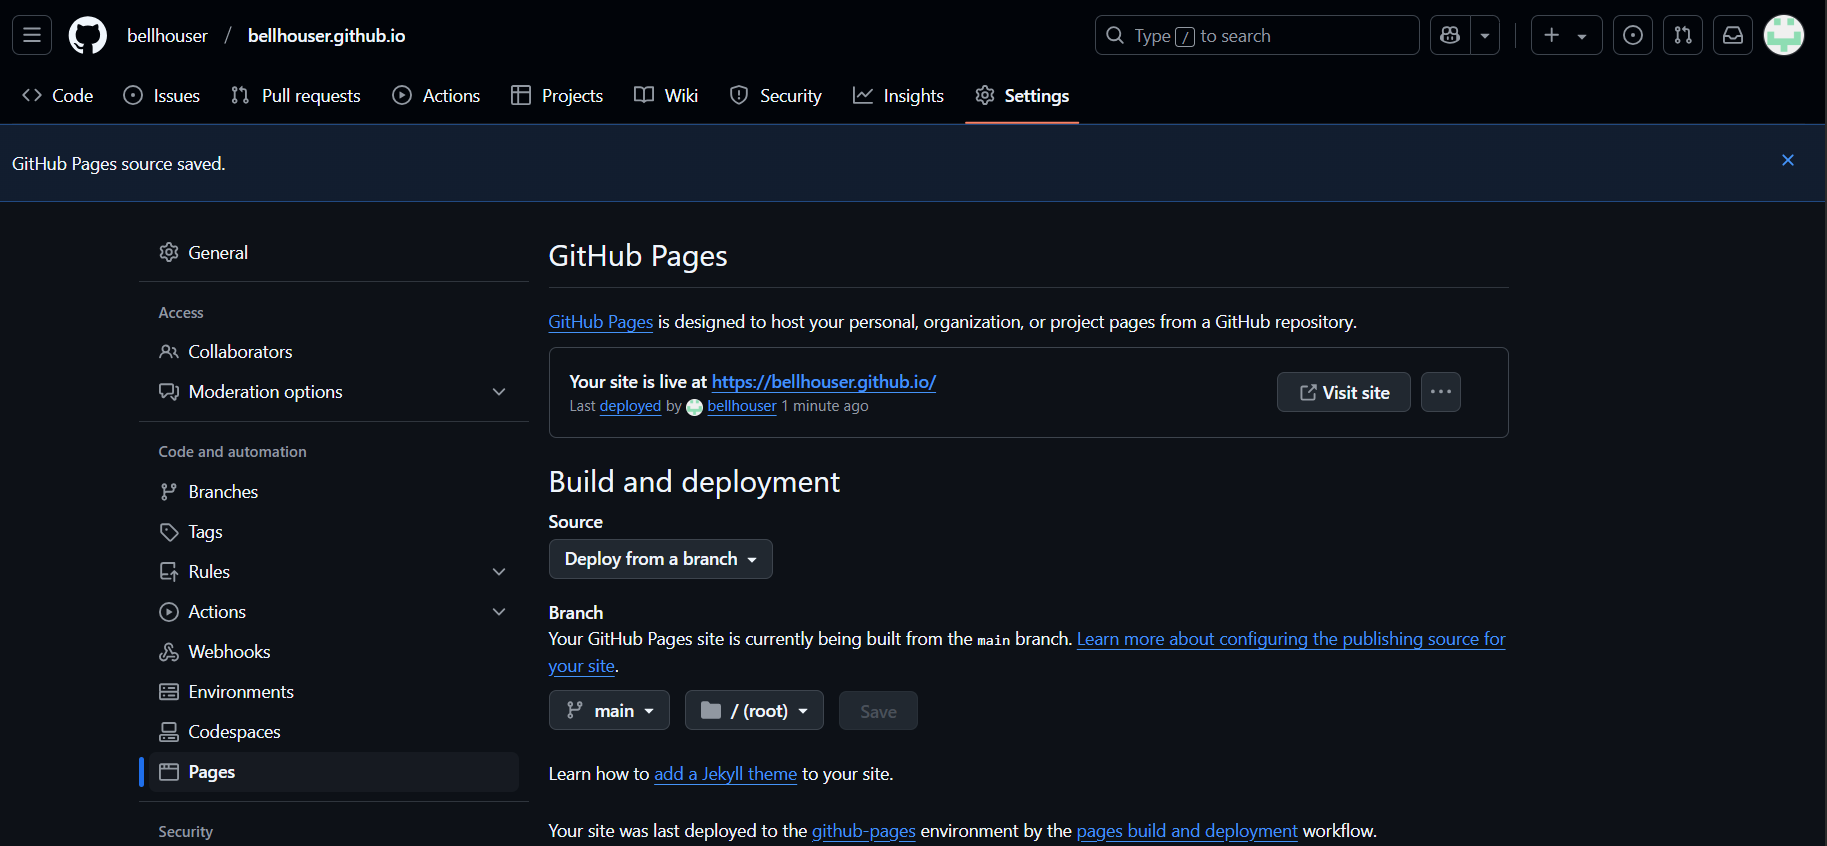 bellhouser / bellhouser.github.io
Type / to search
Code Issues Pull requests Actions Projects Wiki Security Insights Settings
GitHub Pages source saved.
General
Access
Collaborators
Moderation options
Code and automation
Branches
Tags
Rules
Actions
Webhooks
Environments
Codespaces
Pages
Security
GitHub Pages
GitHub Pages is designed to host your personal, organization, or project pages from a GitHub repository.
Your site is live at https://bellhouser.github.io/
Last deployed by bellhouser 1 minute ago
Visit site
Build and deployment
Source
Deploy from a branch
Branch
Your GitHub Pages site is currently being built from the main branch. Learn more about configuring the publishing source for
your site.
main / (root) Save
Learn how to add a Jekyll theme to your site.
Your site was last deployed to the github-pages environment by the pages build and deployment workflow.